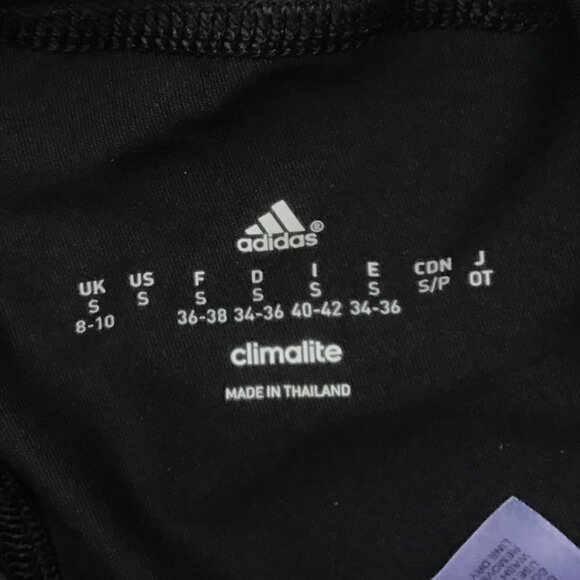 adidas®
UK US F D I E CDN J
S S S S S S S/P OT
8-10 36-38 34-36 40-42 34-36
climalite
MADE IN THAILAND